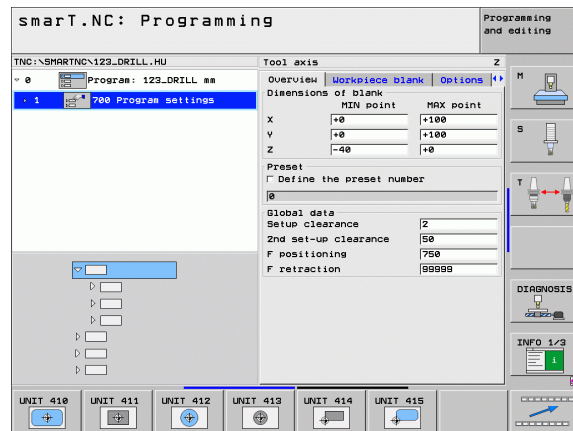 smarT.NC: Programming
Programming
and editing
TNC:\SMARTNC\123_DRILL.HU
Tool axis Z
0 Program: 123_DRILL mm
1 700 Program settings
Overview Workpiece blank Options
Dimensions of blank
MIN point MAX point
X +0 +100
Y +0 +100
Z -40 +0
Preset
Define the preset number
0
Global data
Setup clearance 2
2nd set-up clearance 50
F positioning 750
F retraction 99999
M
S
T
DIAGNOSIS
INFO 1/3
i
UNIT 410 UNIT 411 UNIT 412 UNIT 413 UNIT 414 UNIT 415